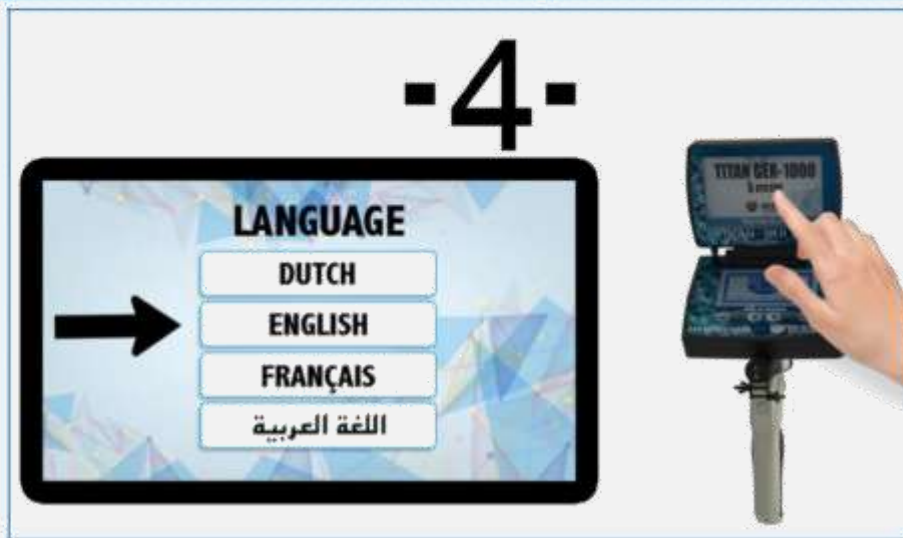 -4-
LANGUAGE
DUTCH
ENGLISH
FRANÇAIS
اللغة العربية
TITAN GER-1000